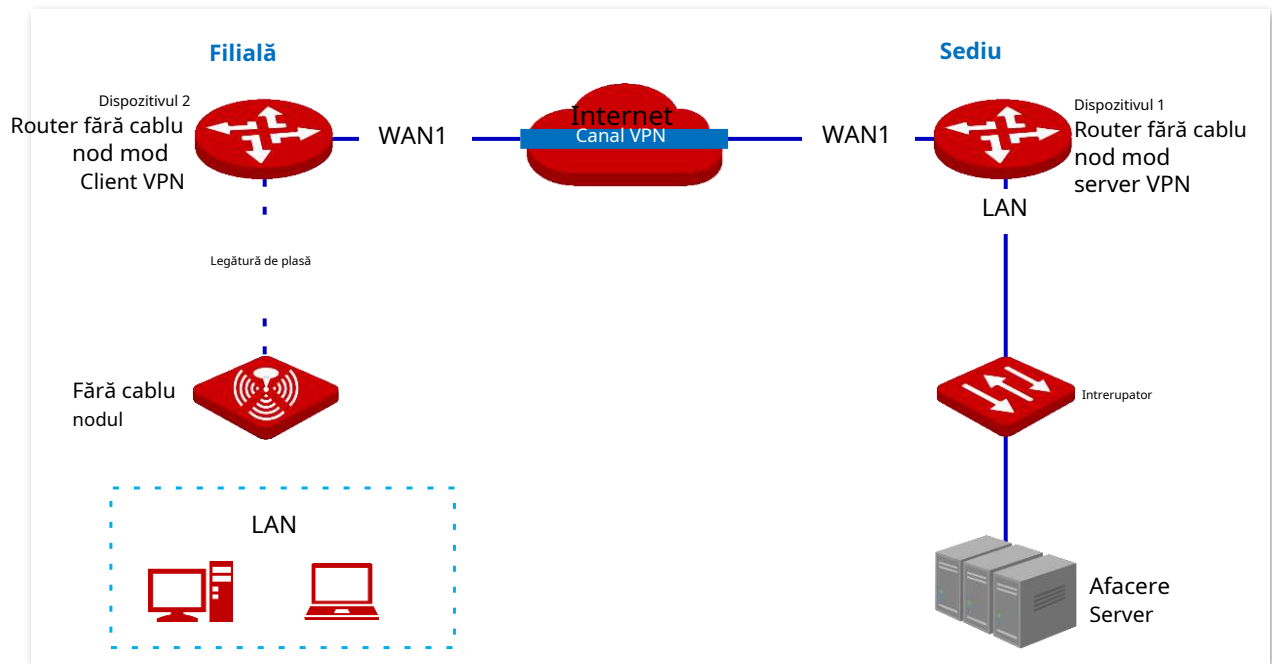 Filială
Sediu
Dispozitivul 2
Router fără cablu
nod mod
Client VPN
WAN1
Internet
Canal VPN
WAN1
Dispozitivul 1
Router fără cablu
nod mod
server VPN
LAN
Legătură de plasă
Fără cablu
nodul
Intrerupator
LAN
Afacere
Server